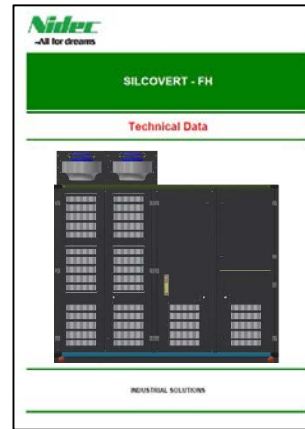 Nidec
-All for dreams
SILCOVERT - FH
Technical Data
INDUSTRIAL SOLUTIONS